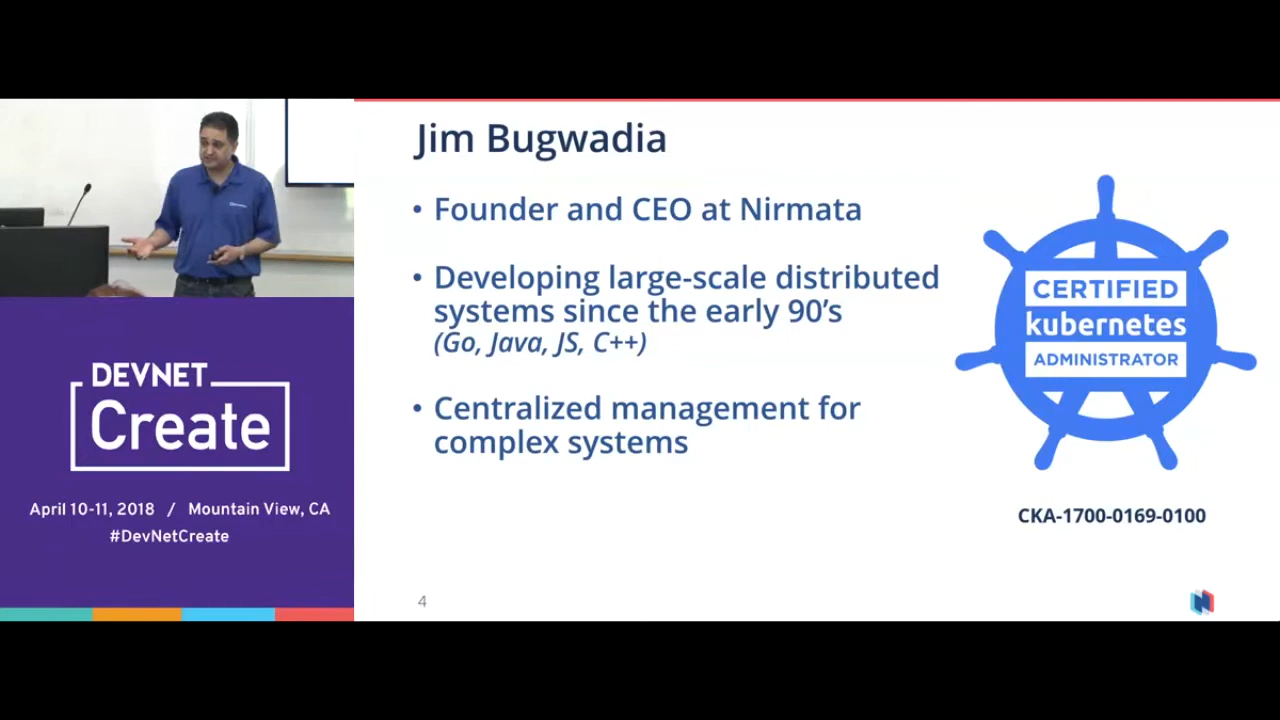 Jim Bugwadia
• Founder and CEO at Nirmata
• Developing large-scale distributed
systems since the early 90's
(Go, Java, JS, C++)
• Centralized management for
complex systems
CERTIFIED
kubernetes
ADMINISTRATOR
CKA-1700-0169-0100
4
DEVNET
Create
April 10-11, 2018 / Mountain View, CA
#DevNetCreate